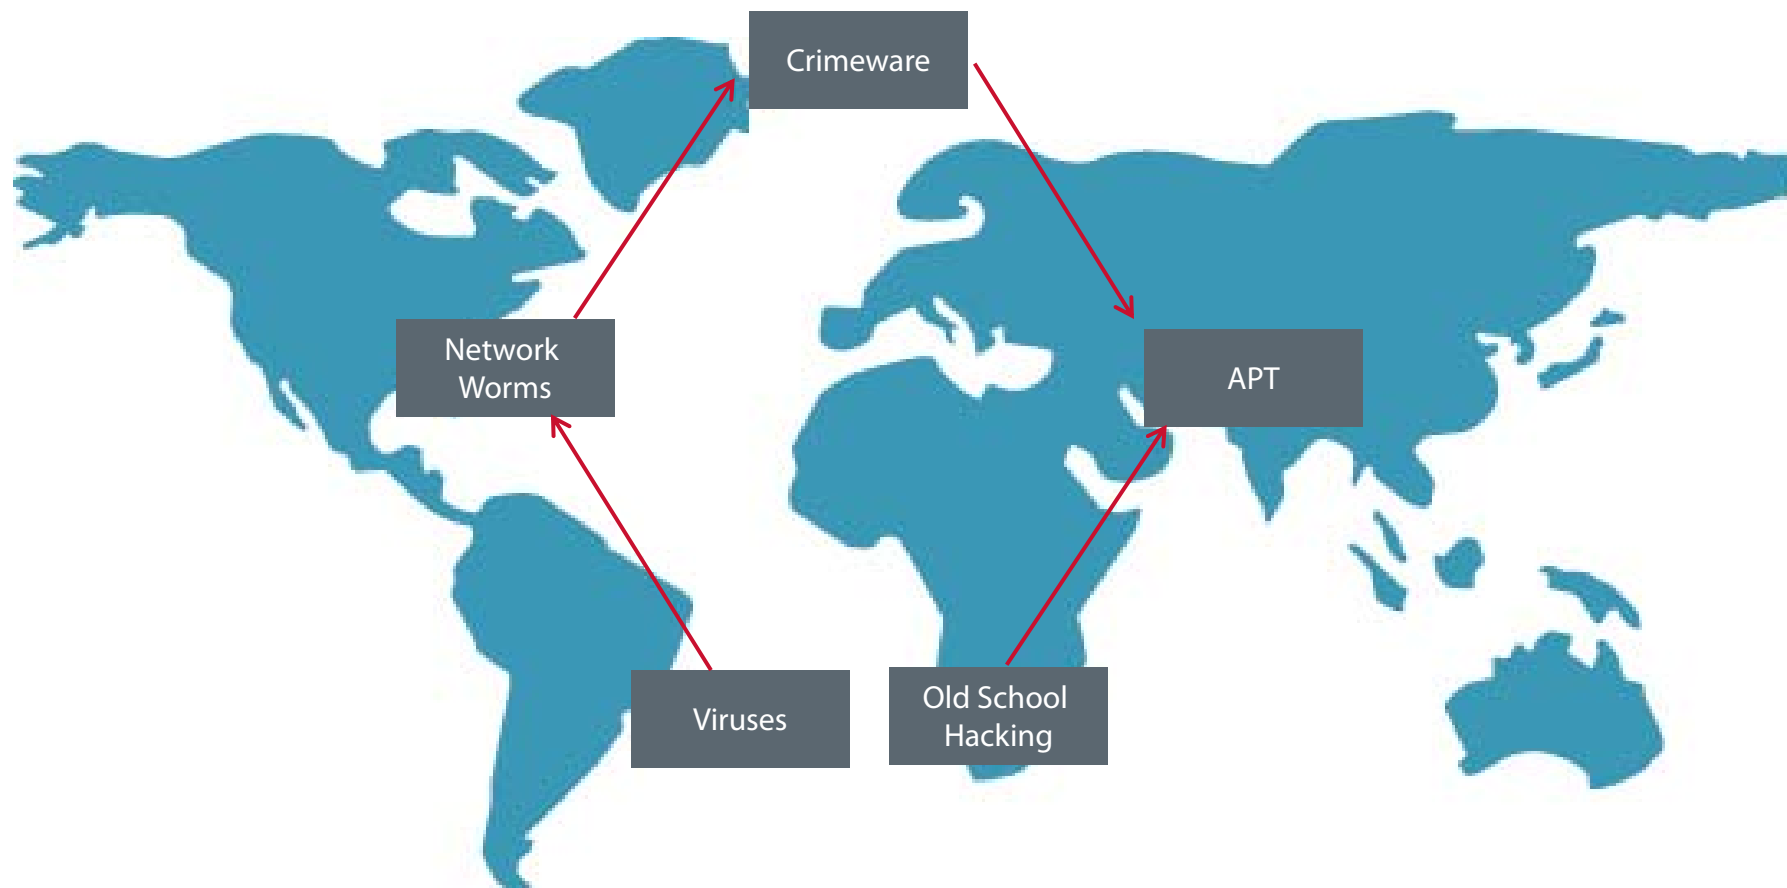 Crimeware
Network
Worms
APT
Viruses
Old School
Hacking